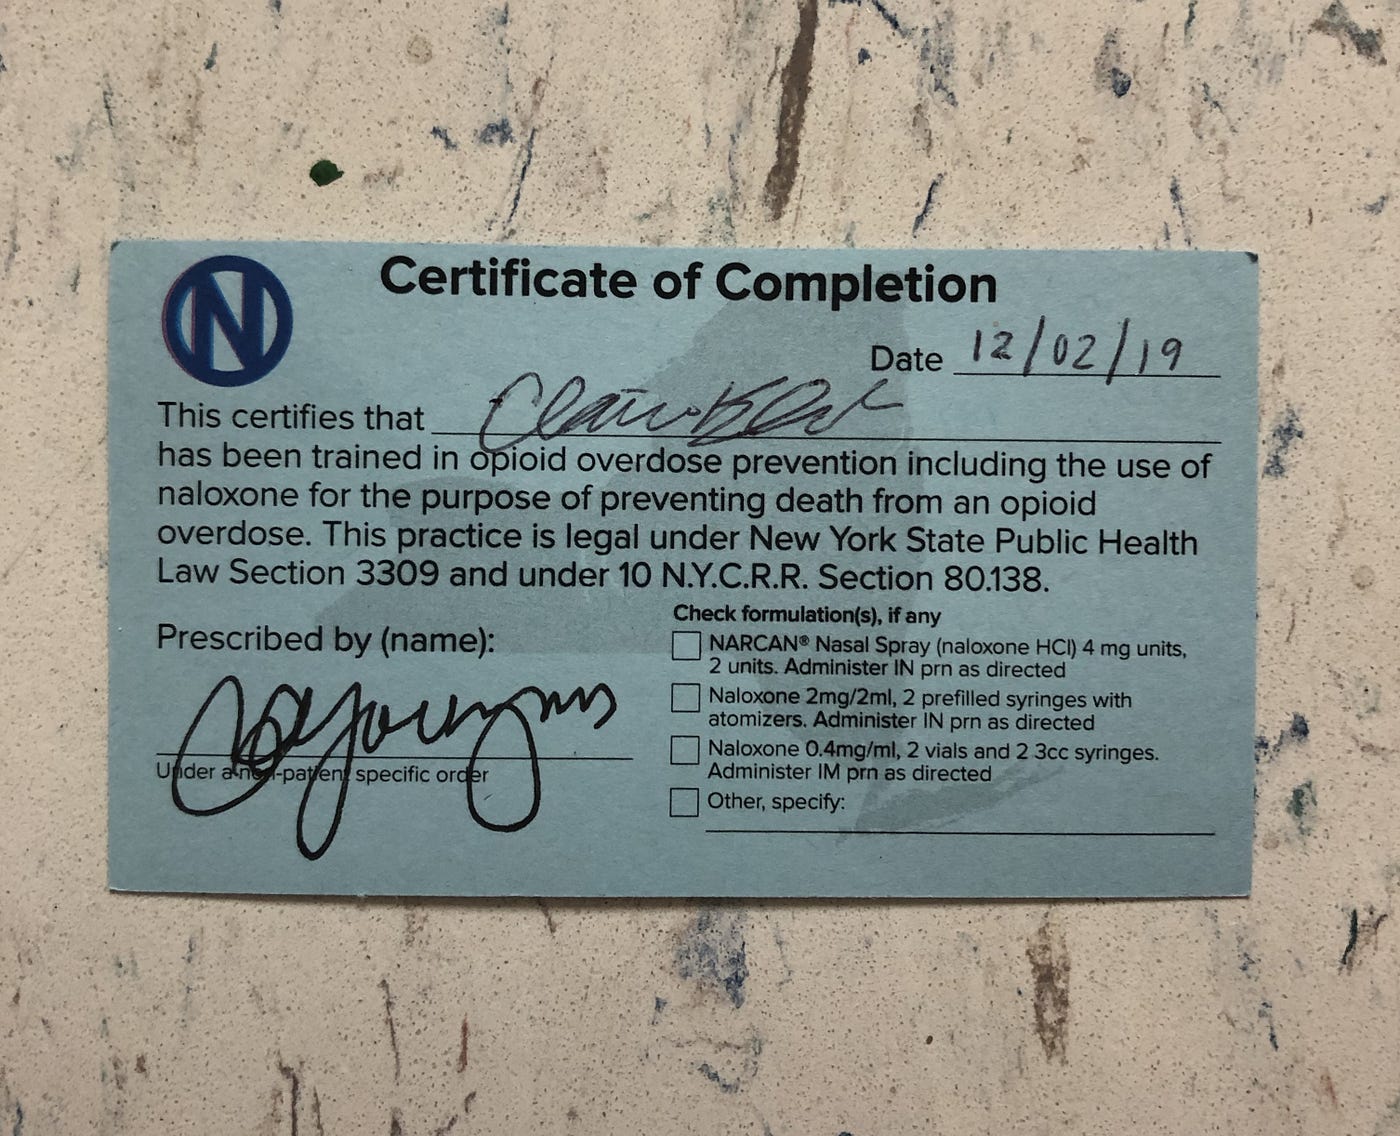 N
Certificate of Completion
Date 12/02/19
This certifies that
has been trained in opioid overdose prevention including the use of
naloxone for the purpose of preventing death from an opioid
overdose. This practice is legal under New York State Public Health
Law Section 3309 and under 10 N.Y.C.R.R. Section 80.138.
Prescribed by (name):
Under a non-patient specific order
Check formulation(s), if any
NARCAN® Nasal Spray (naloxone HCl) 4 mg units,
2 units. Administer IN prn as directed
Naloxone 2mg/2ml, 2 prefilled syringes with
atomizers. Administer IN prn as directed
Naloxone 0.4mg/ml, 2 vials and 2 3cc syringes.
Administer IM prn as directed
Other, specify: